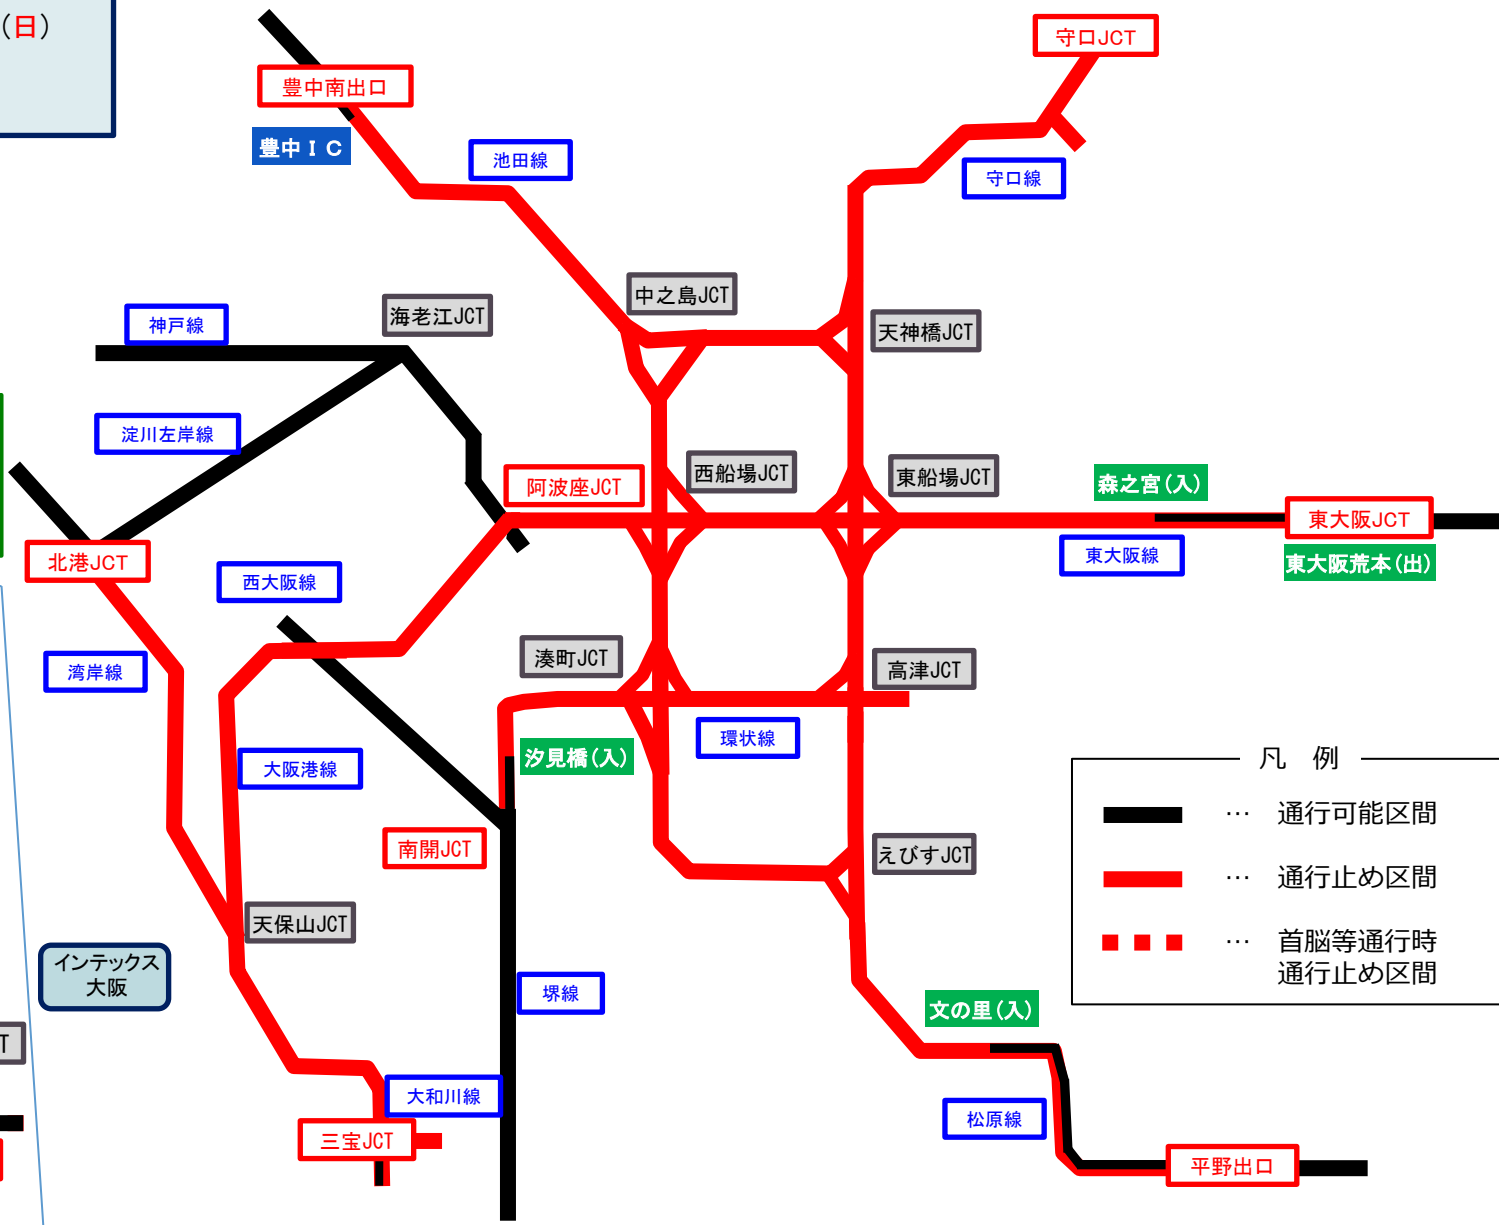 （日）
守口JCT
豊中南出口
豊中ＩＣ
池田線
守口線
中之島JCT
海老江JCT
神戸線
天神橋JCT
淀川左岸線
西船場JCT
東船場JCT
阿波座JCT
森之宮(入)
東大阪JCT
北港JCT
西大阪線
東大阪線
東大阪荒本(出)
湾岸線
湊町JCT
高津JCT
環状線
汐見橋(入)
大阪港線
凡　例
… 通行可能区間
南開JCT
えびすJCT
… 通行止め区間
天保山JCT
… 首脳等通行時
通行止め区間
インテックス
大阪
堺線
文の里(入)
T
大和川線
松原線
三宝JCT
平野出口